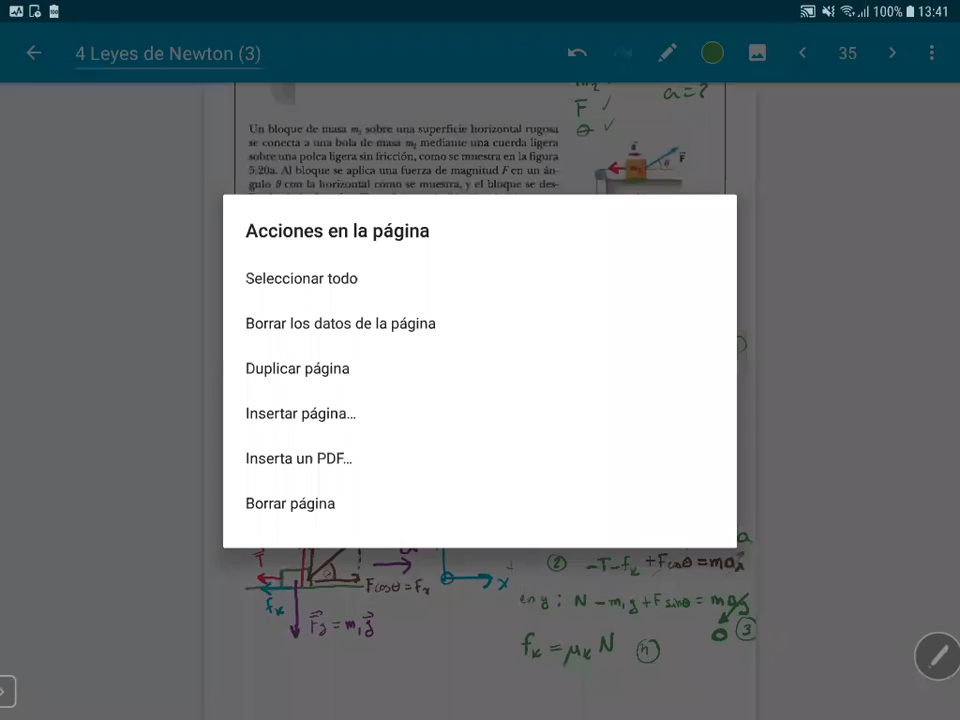 100% 13:41
4 Leyes de Newton (3) 35
a=?
F ✓
θ ✓
Un bloque de masa m₁ sobre una superficie horizontal rugosa
se conecta a una bola de masa m₂ mediante una cuerda ligera
sobre una polea ligera sin fricción, como se muestra en la figura
5.20a. Al bloque se aplica una fuerza de magnitud F en un án-
gulo θ con la horizontal como se muestra, y el bloque se des-
Acciones en la página
Seleccionar todo
Borrar los datos de la página
Duplicar página
Insertar página...
Inserta un PDF...
Borrar página
T
Fcosθ = Fx
x
fk
Fg = m₁g
② -T-fk +Fcosθ = max
en y: N - m₁g + F sinθ = may
0 ③
fk = μk N ④